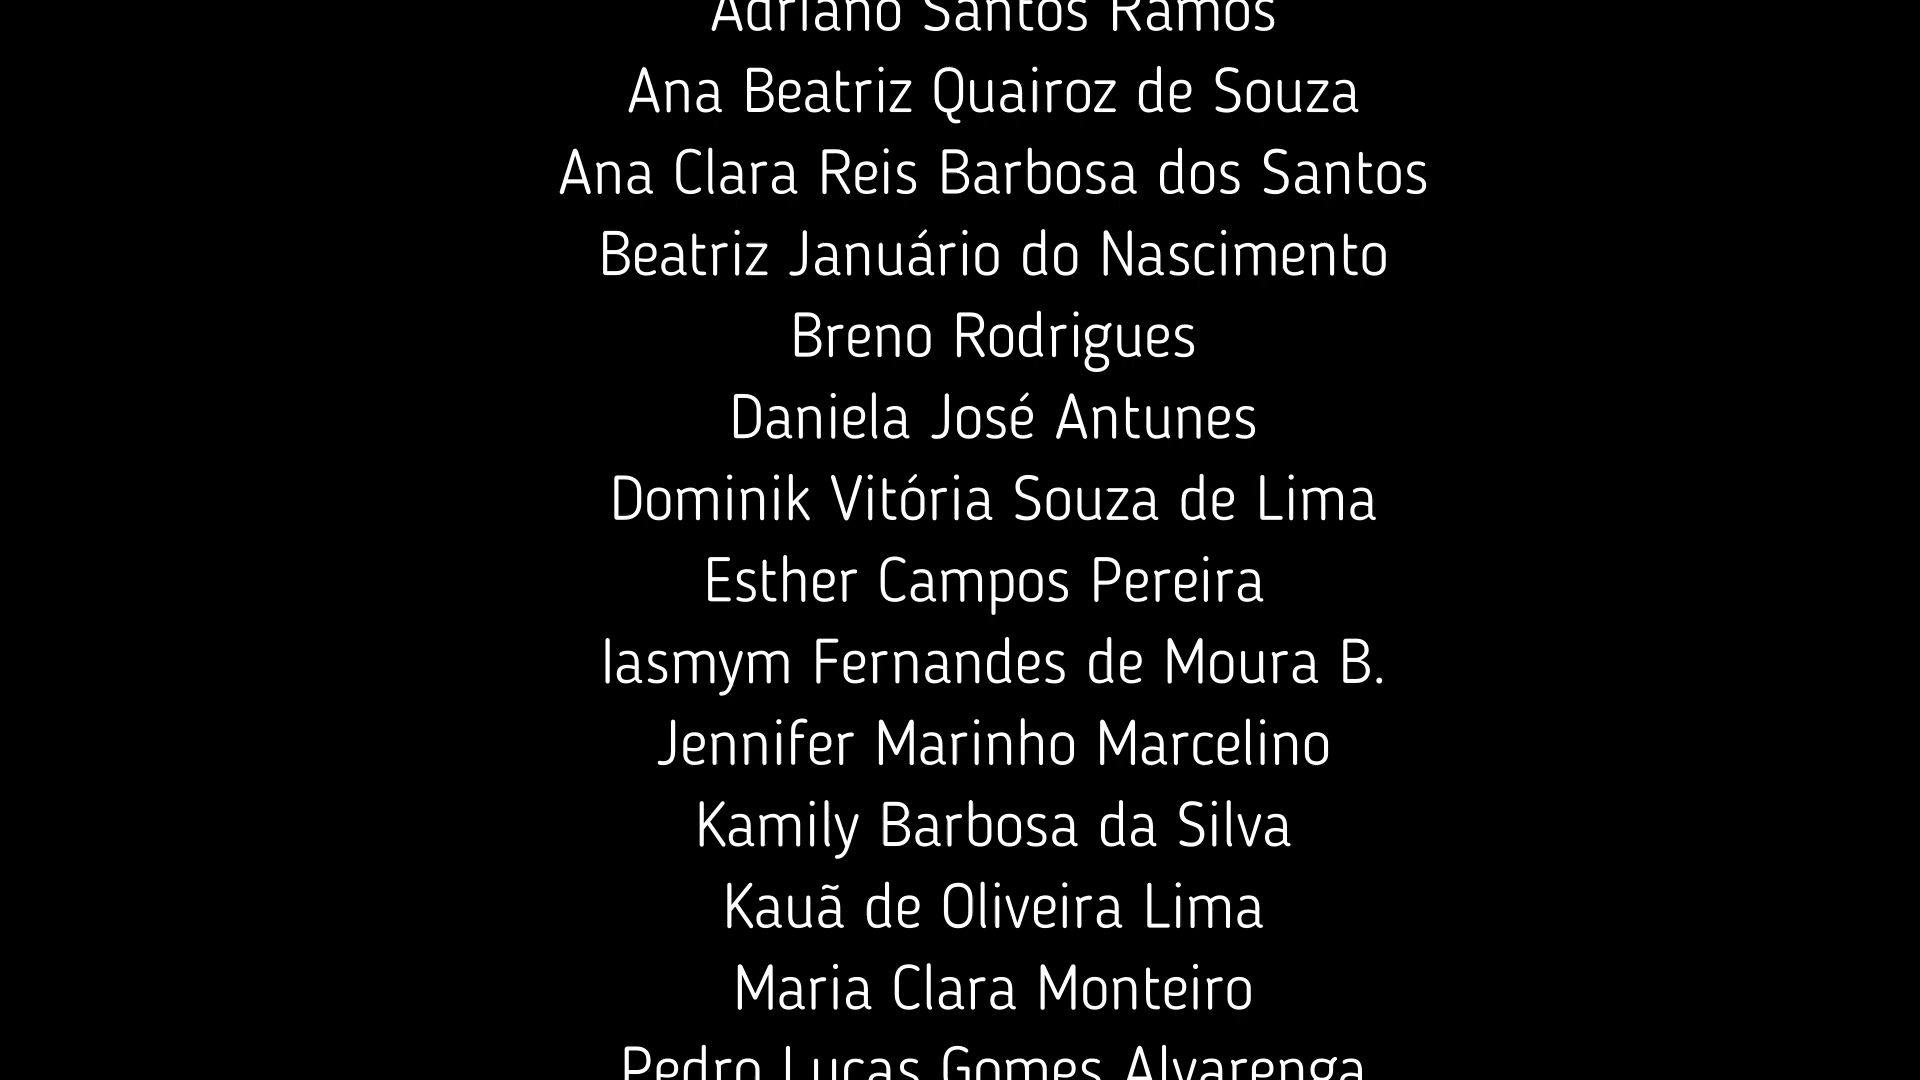 Adriano Santos Ramos
Ana Beatriz Quairoz de Souza
Ana Clara Reis Barbosa dos Santos
Beatriz Januário do Nascimento
Breno Rodrigues
Daniela José Antunes
Dominik Vitória Souza de Lima
Esther Campos Pereira
Iasmym Fernandes de Moura B.
Jennifer Marinho Marcelino
Kamily Barbosa da Silva
Kauã de Oliveira Lima
Maria Clara Monteiro
Pedro Lucas Gomes Alvarenga